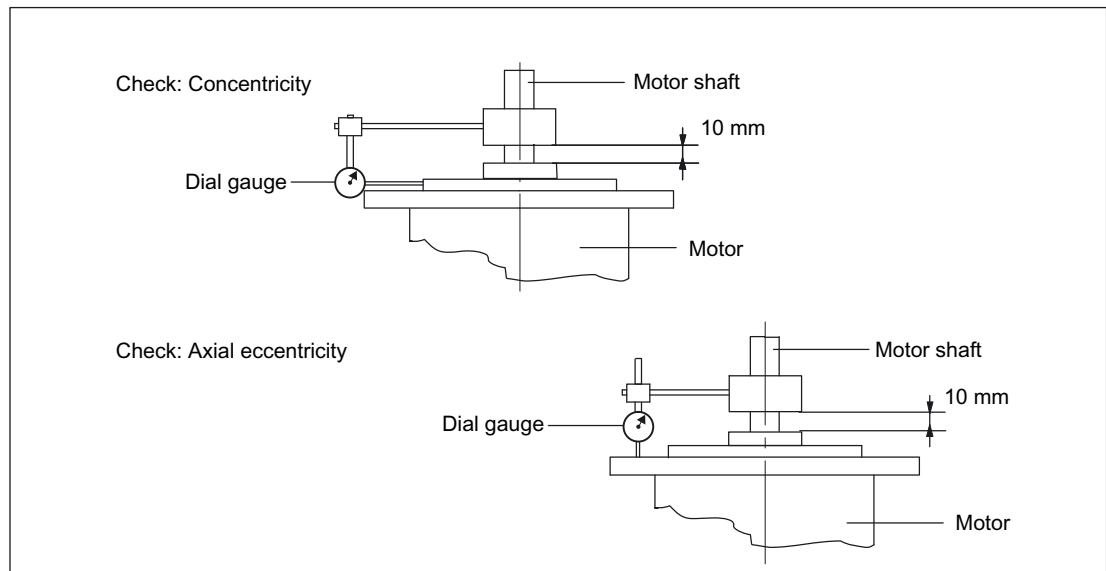 Check: Concentricity
Motor shaft
10 mm
Dial gauge
Motor
Check: Axial eccentricity
Motor shaft
10 mm
Dial gauge
Motor